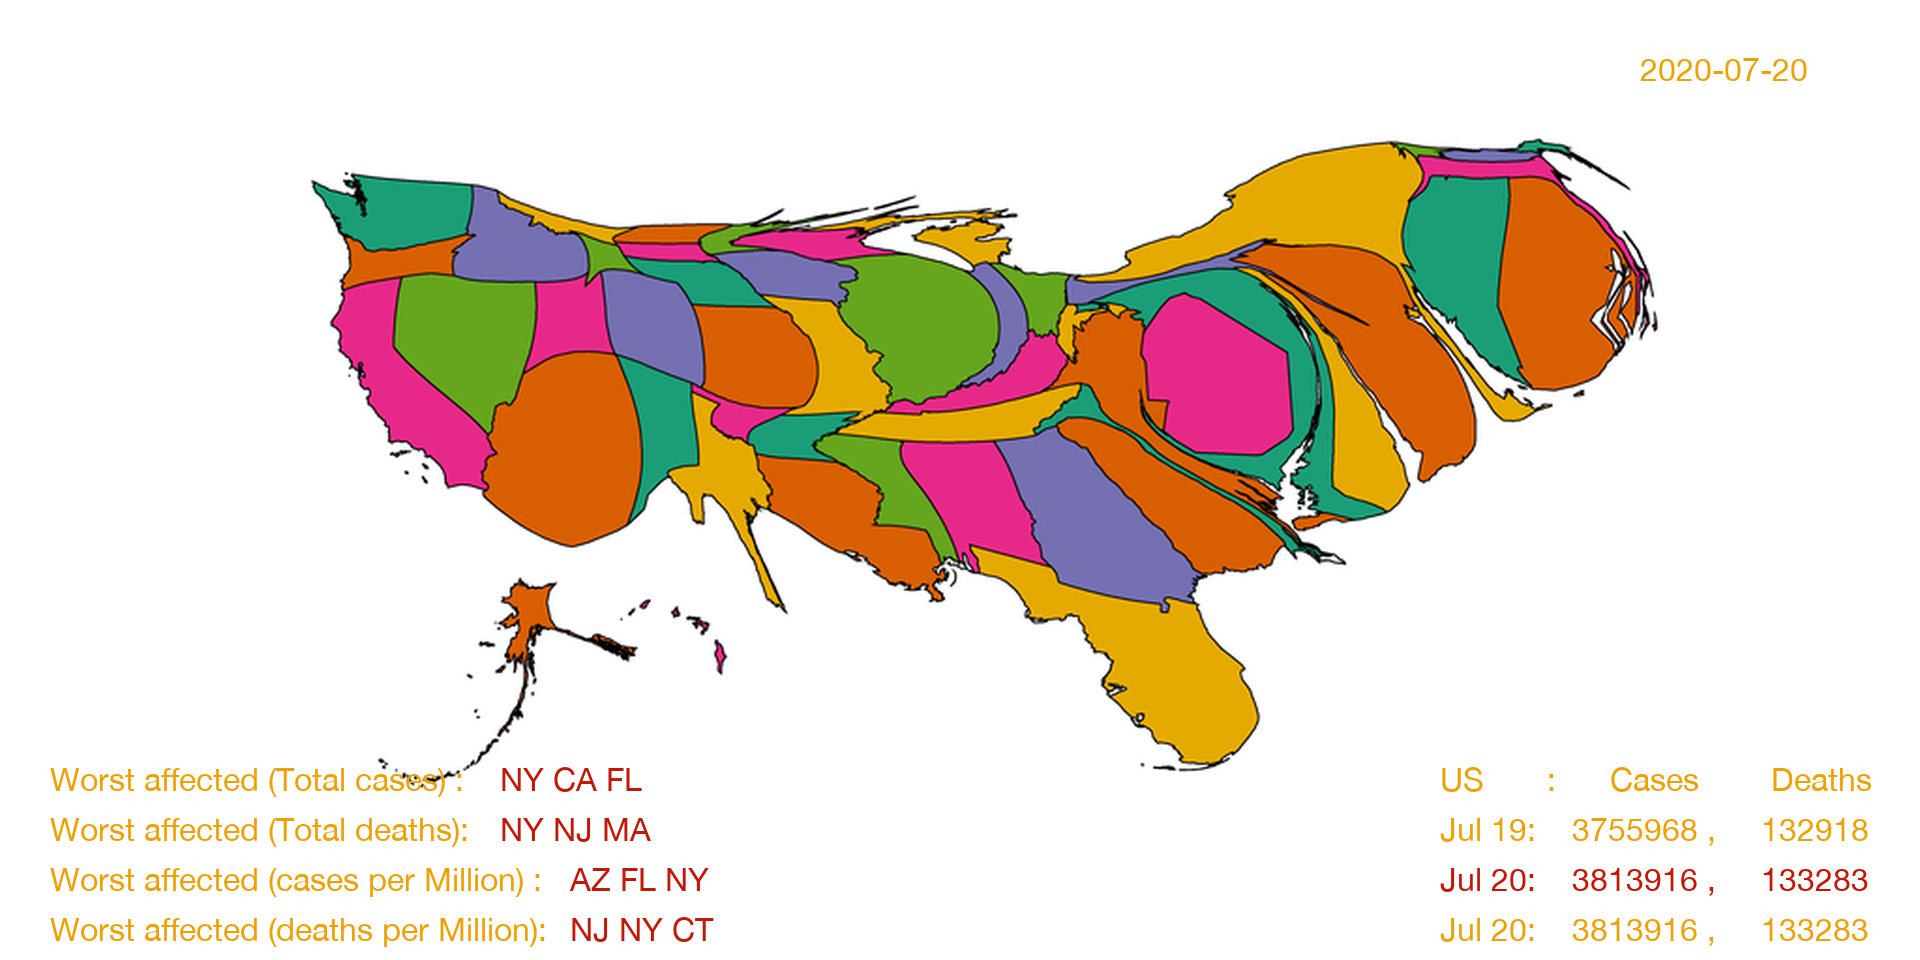 2020-07-20
Worst affected (Total cases) : NY CA FL
Worst affected (Total deaths): NY NJ MA
Worst affected (cases per Million) : AZ FL NY
Worst affected (deaths per Million): NJ NY CT
US : Cases Deaths
Jul 19: 3755968 , 132918
Jul 20: 3813916 , 133283
Jul 20: 3813916 , 133283